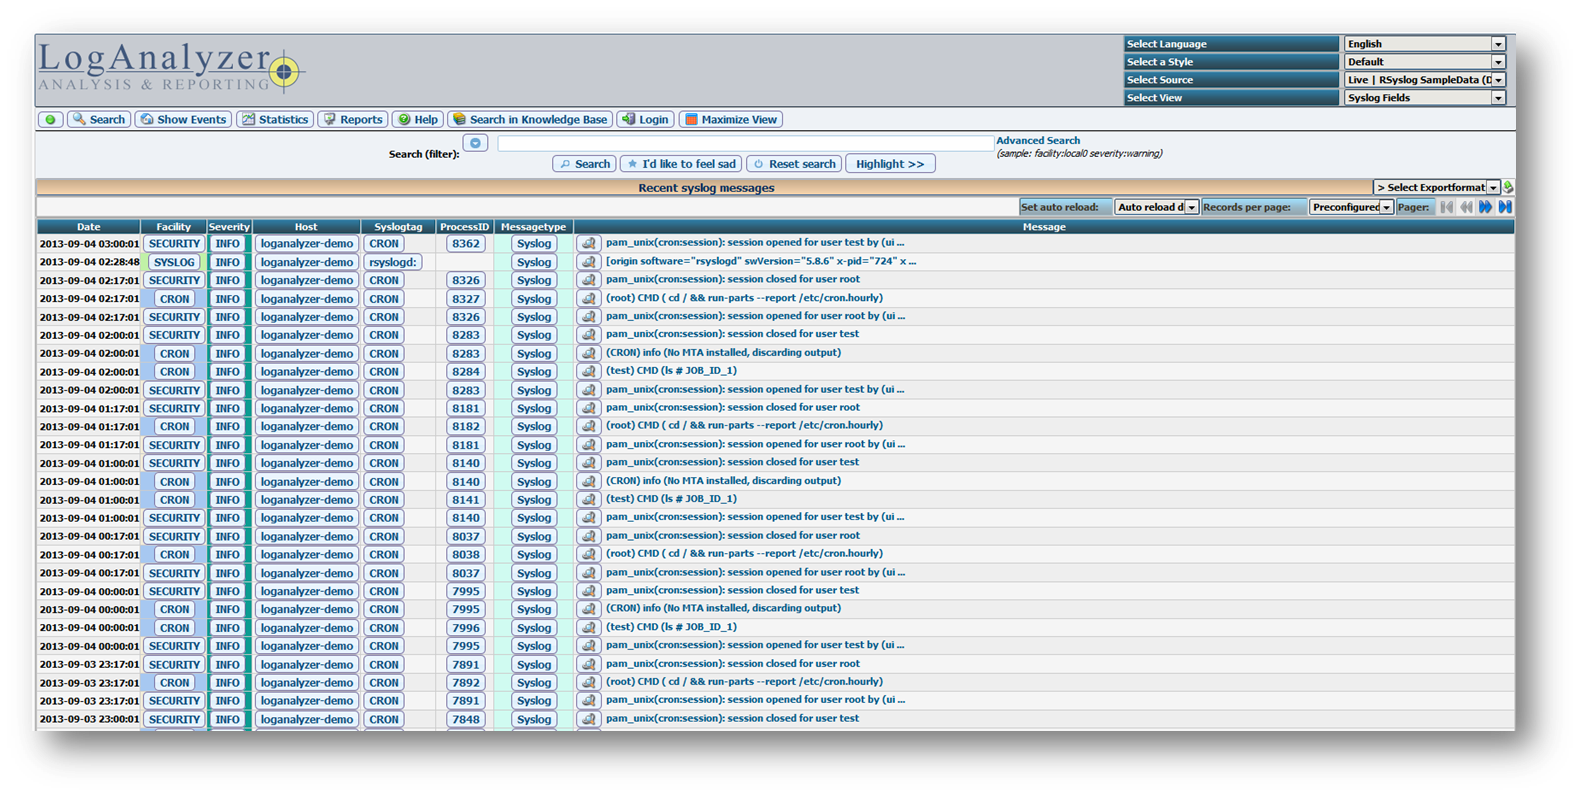 LogAnalyzer
ANALYSIS & REPORTING
Select Language English
Select a Style Default
Select Source Live | RSyslog SampleData (D
Select View Syslog Fields
Search Show Events Statistics Reports Help Search in Knowledge Base Login Maximize View
Search (filter): Advanced Search
(sample: facility:local0 severity:warning)
Search I'd like to feel sad Reset search Highlight >>
Recent syslog messages > Select Exportformat
Set auto reload: Auto reload d Records per page: Preconfigured Pager:
Date Facility Severity Host Syslogtag ProcessID Messagetype Message
2013-09-04 03:00:01 SECURITY INFO loganalyzer-demo CRON 8362 Syslog pam_unix(cron:session): session opened for user test by (ui ...
2013-09-04 02:28:48 SYSLOG INFO loganalyzer-demo rsyslogd: Syslog [origin software="rsyslogd" swVersion="5.8.6" x-pid="724" x ...
2013-09-04 02:17:01 SECURITY INFO loganalyzer-demo CRON 8326 Syslog pam_unix(cron:session): session closed for user root
2013-09-04 02:17:01 CRON INFO loganalyzer-demo CRON 8327 Syslog (root) CMD ( cd / && run-parts --report /etc/cron.hourly)
2013-09-04 02:17:01 SECURITY INFO loganalyzer-demo CRON 8326 Syslog pam_unix(cron:session): session opened for user root by (ui ...
2013-09-04 02:00:01 SECURITY INFO loganalyzer-demo CRON 8283 Syslog pam_unix(cron:session): session closed for user test
2013-09-04 02:00:01 CRON INFO loganalyzer-demo CRON 8283 Syslog (CRON) info (No MTA installed, discarding output)
2013-09-04 02:00:01 CRON INFO loganalyzer-demo CRON 8284 Syslog (test) CMD (ls # JOB_ID_1)
2013-09-04 02:00:01 SECURITY INFO loganalyzer-demo CRON 8283 Syslog pam_unix(cron:session): session opened for user test by (ui ...
2013-09-04 01:17:01 SECURITY INFO loganalyzer-demo CRON 8181 Syslog pam_unix(cron:session): session closed for user root
2013-09-04 01:17:01 CRON INFO loganalyzer-demo CRON 8182 Syslog (root) CMD ( cd / && run-parts --report /etc/cron.hourly)
2013-09-04 01:17:01 SECURITY INFO loganalyzer-demo CRON 8181 Syslog pam_unix(cron:session): session opened for user root by (ui ...
2013-09-04 01:00:01 SECURITY INFO loganalyzer-demo CRON 8140 Syslog pam_unix(cron:session): session closed for user test
2013-09-04 01:00:01 CRON INFO loganalyzer-demo CRON 8140 Syslog (CRON) info (No MTA installed, discarding output)
2013-09-04 01:00:01 CRON INFO loganalyzer-demo CRON 8141 Syslog (test) CMD (ls # JOB_ID_1)
2013-09-04 01:00:01 SECURITY INFO loganalyzer-demo CRON 8140 Syslog pam_unix(cron:session): session opened for user test by (ui ...
2013-09-04 00:17:01 SECURITY INFO loganalyzer-demo CRON 8037 Syslog pam_unix(cron:session): session closed for user root
2013-09-04 00:17:01 CRON INFO loganalyzer-demo CRON 8038 Syslog (root) CMD ( cd / && run-parts --report /etc/cron.hourly)
2013-09-04 00:17:01 SECURITY INFO loganalyzer-demo CRON 8037 Syslog pam_unix(cron:session): session opened for user root by (ui ...
2013-09-04 00:00:01 SECURITY INFO loganalyzer-demo CRON 7995 Syslog pam_unix(cron:session): session closed for user test
2013-09-04 00:00:01 CRON INFO loganalyzer-demo CRON 7995 Syslog (CRON) info (No MTA installed, discarding output)
2013-09-04 00:00:01 CRON INFO loganalyzer-demo CRON 7996 Syslog (test) CMD (ls # JOB_ID_1)
2013-09-04 00:00:01 SECURITY INFO loganalyzer-demo CRON 7995 Syslog pam_unix(cron:session): session opened for user test by (ui ...
2013-09-03 23:17:01 SECURITY INFO loganalyzer-demo CRON 7891 Syslog pam_unix(cron:session): session closed for user root
2013-09-03 23:17:01 CRON INFO loganalyzer-demo CRON 7892 Syslog (root) CMD ( cd / && run-parts --report /etc/cron.hourly)
2013-09-03 23:17:01 SECURITY INFO loganalyzer-demo CRON 7891 Syslog pam_unix(cron:session): session opened for user root by (ui ...
2013-09-03 23:00:01 SECURITY INFO loganalyzer-demo CRON 7848 Syslog pam_unix(cron:session): session closed for user test